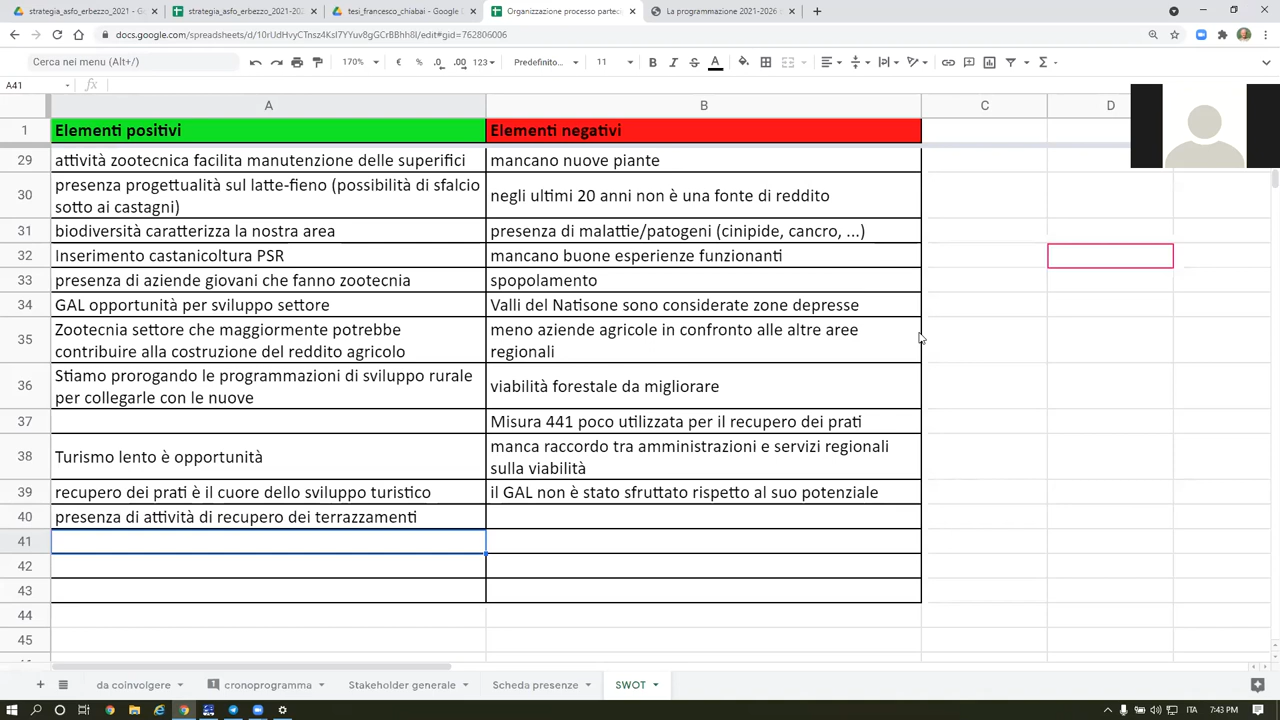 strategia_asfo_erbezzo_2021 - G
strategia_asfo_erbezzo_2021-202
tesi_francesco_chiabai - Google D
Organizzazione processo partec
La programmazione 2021-2026 d
docs.google.com/spreadsheets/d/10rUdHvyCTnsz4KsI7YYuv8gGCrBBhh8I/edit#gid=762806006
Cerca nei menu (Alt+/)
170%
€ % .0 .00 123
Predefinito...
11
B I S A
A41
fx
A B C D
1 Elementi positivi Elementi negativi
29 attività zootecnica facilita manutenzione delle superifici mancano nuove piante
30 presenza progettualità sul latte-fieno (possibilità di sfalcio
sotto ai castagni) negli ultimi 20 anni non è una fonte di reddito
31 biodiversità caratterizza la nostra area presenza di malattie/patogeni (cinipide, cancro, ...)
32 Inserimento castanicoltura PSR mancano buone esperienze funzionanti
33 presenza di aziende giovani che fanno zootecnia spopolamento
34 GAL opportunità per sviluppo settore Valli del Natisone sono considerate zone depresse
35 Zootecnia settore che maggiormente potrebbe meno aziende agricole in confronto alle altre aree
contribuire alla costruzione del reddito agricolo regionali
36 Stiamo prorogando le programmazioni di sviluppo rurale
per collegarle con le nuove viabilità forestale da migliorare
37 Misura 441 poco utilizzata per il recupero dei prati
38 Turismo lento è opportunità manca raccordo tra amministrazioni e servizi regionali
sulla viabilità
39 recupero dei prati è il cuore dello sviluppo turistico il GAL non è stato sfruttato rispetto al suo potenziale
40 presenza di attività di recupero dei terrazzamenti
41
42
43
44
45
da coinvolgere
cronoprogramma
Stakeholder generale
Scheda presenze
SWOT
ITA
7:43 PM